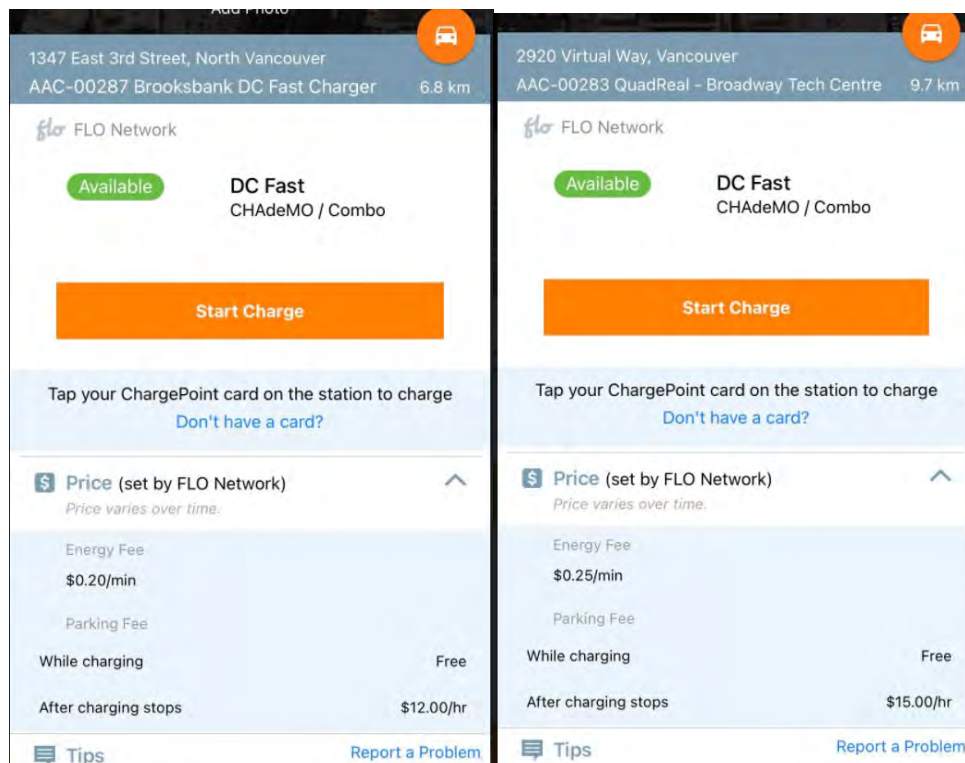 Add Photo
1347 East 3rd Street, North Vancouver
AAC-00287 Brooksbank DC Fast Charger 6.8 km
flo FLO Network
Available DC Fast
CHAdeMO / Combo
Start Charge
Tap your ChargePoint card on the station to charge
Don't have a card?
$ Price (set by FLO Network)
Price varies over time.
Energy Fee
$0.20/min
Parking Fee
While charging Free
After charging stops $12.00/hr
Tips Report a Problem
2920 Virtual Way, Vancouver
AAC-00283 QuadReal - Broadway Tech Centre 9.7 km
flo FLO Network
Available DC Fast
CHAdeMO / Combo
Start Charge
Tap your ChargePoint card on the station to charge
Don't have a card?
$ Price (set by FLO Network)
Price varies over time.
Energy Fee
$0.25/min
Parking Fee
While charging Free
After charging stops $15.00/hr
Tips Report a Problem